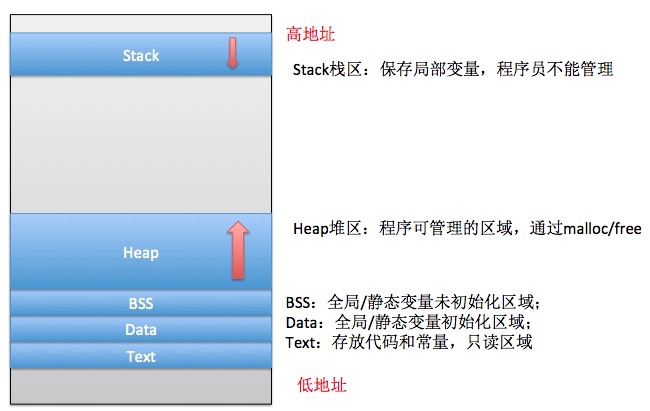 高地址
Stack
Stack栈区：保存局部变量，程序员不能管理
Heap堆区：程序可管理的区域，通过malloc/free
Heap
BSS
BSS：全局/静态变量未初始化区域；
Data
Data：全局/静态变量初始化区域；
Text
Text：存放代码和常量，只读区域
低地址